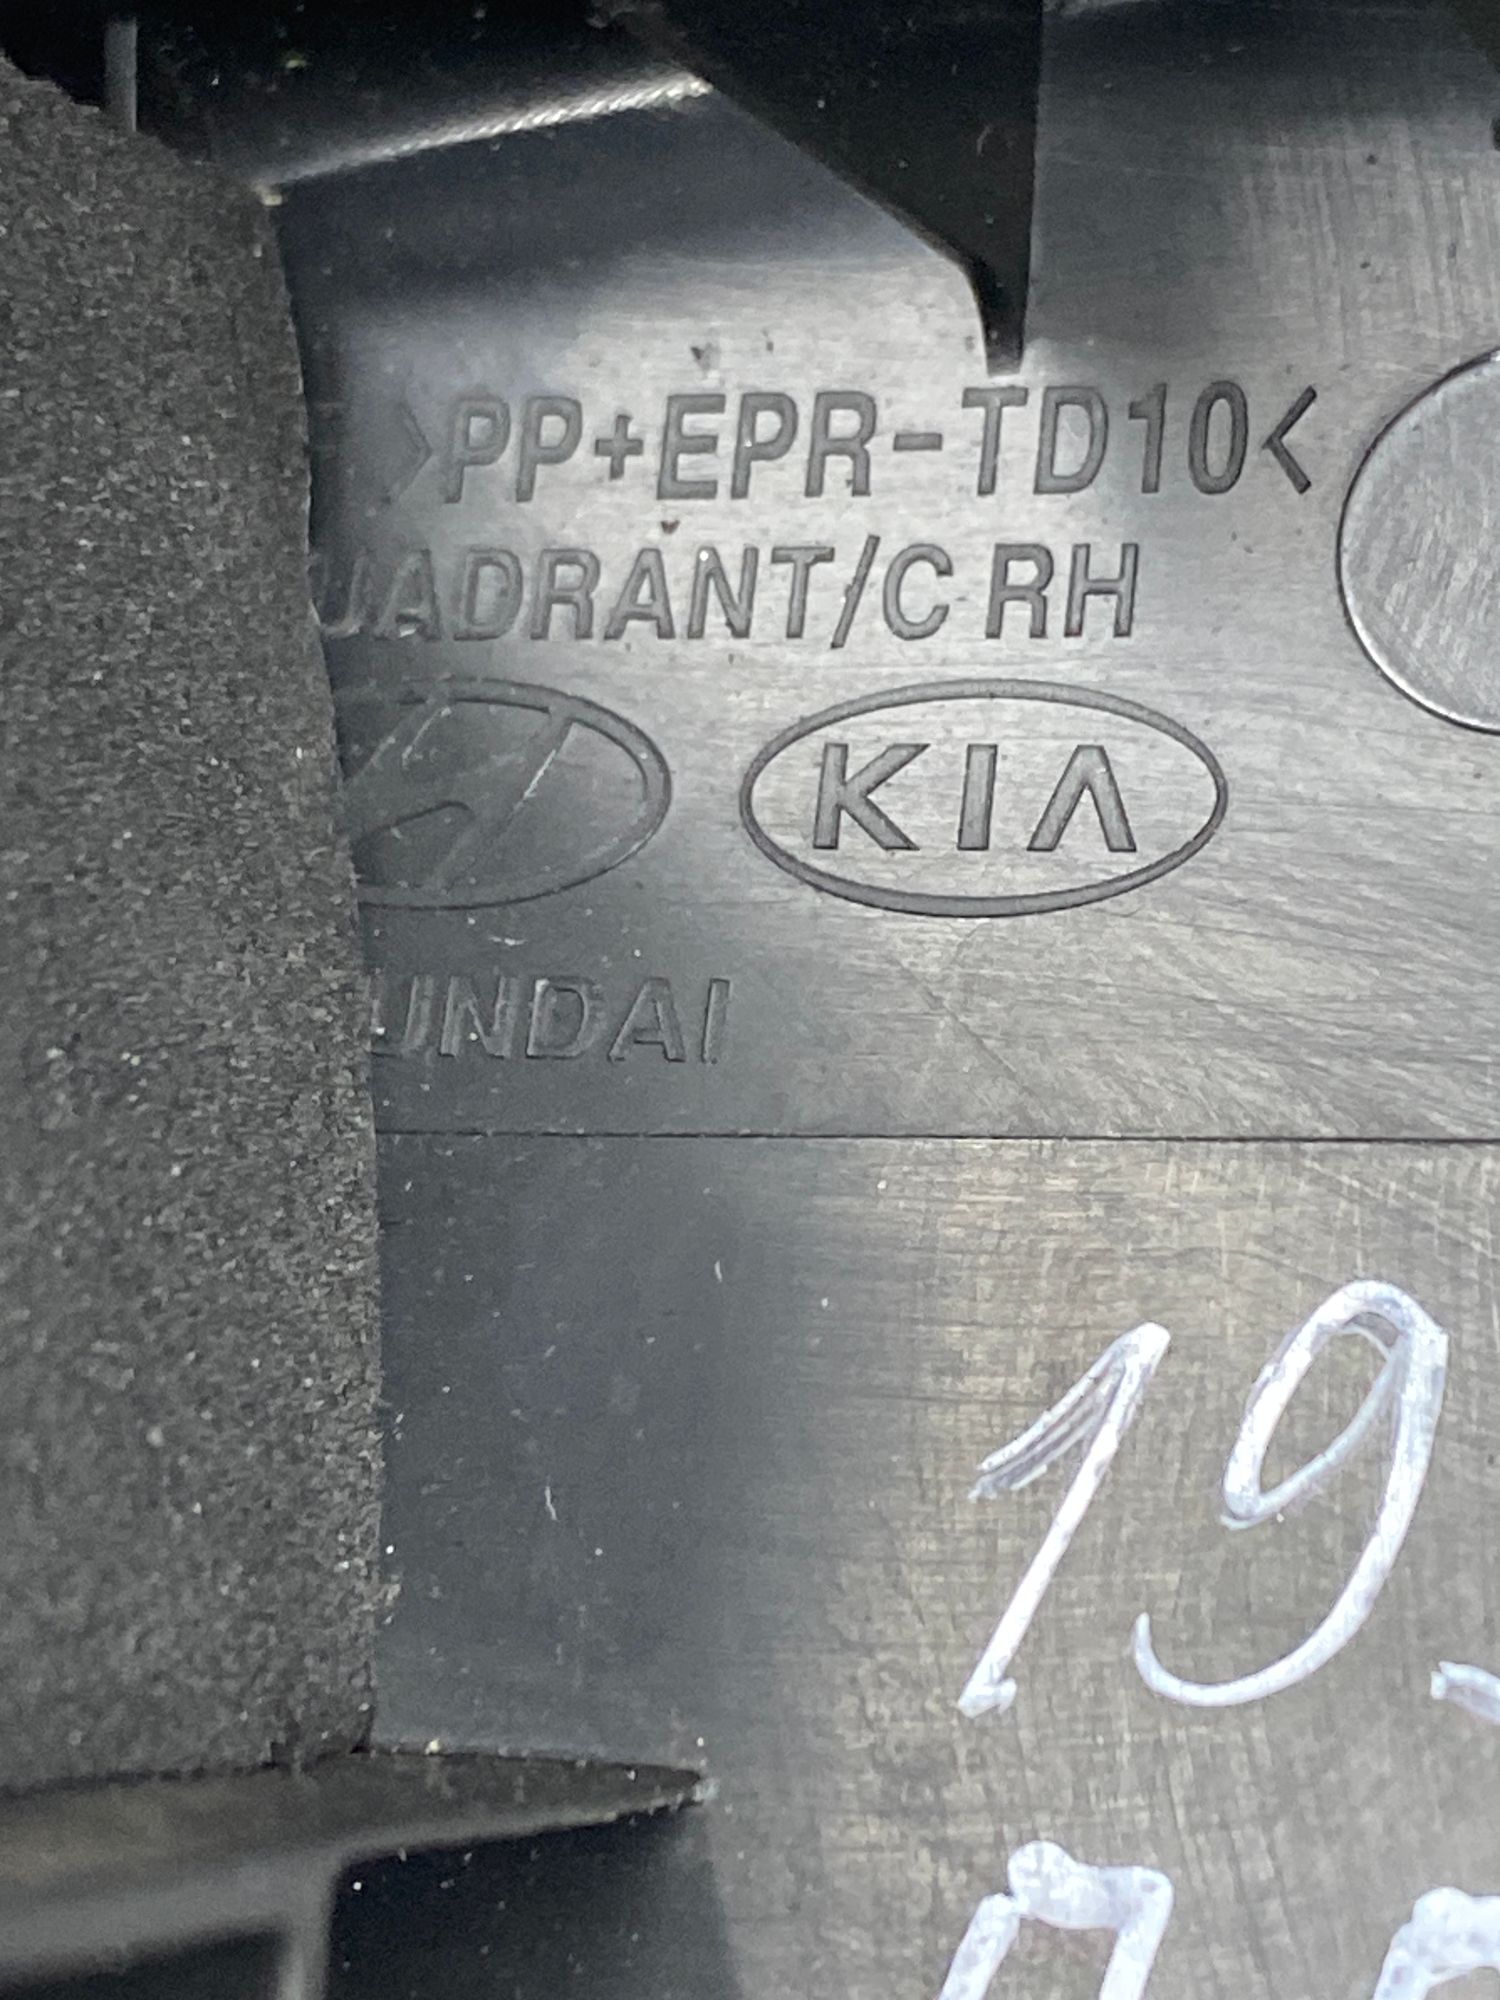 >PP+EPR-TD10<
UADRANT/C RH
KIA
UNDAI
19